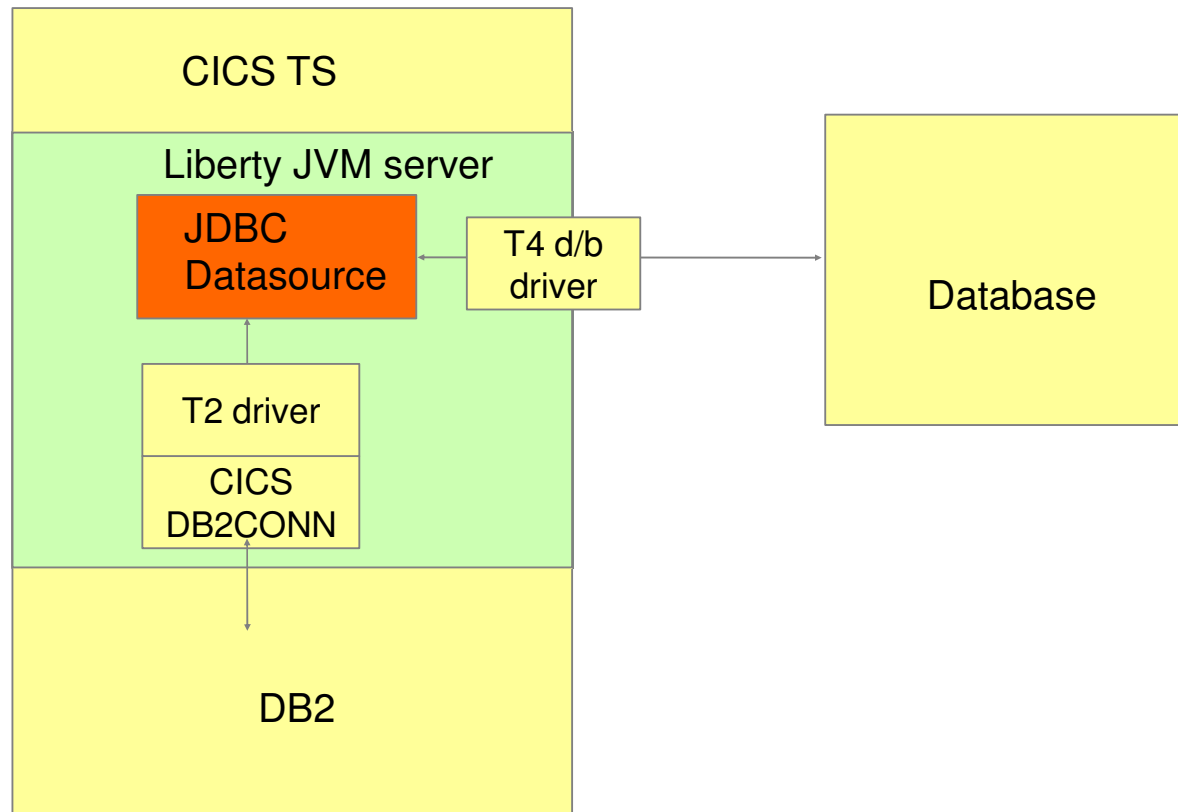 CICS TS
Liberty JVM server
JDBC
Datasource
T4 d/b
driver
Database
T2 driver
CICS
DB2CONN
DB2